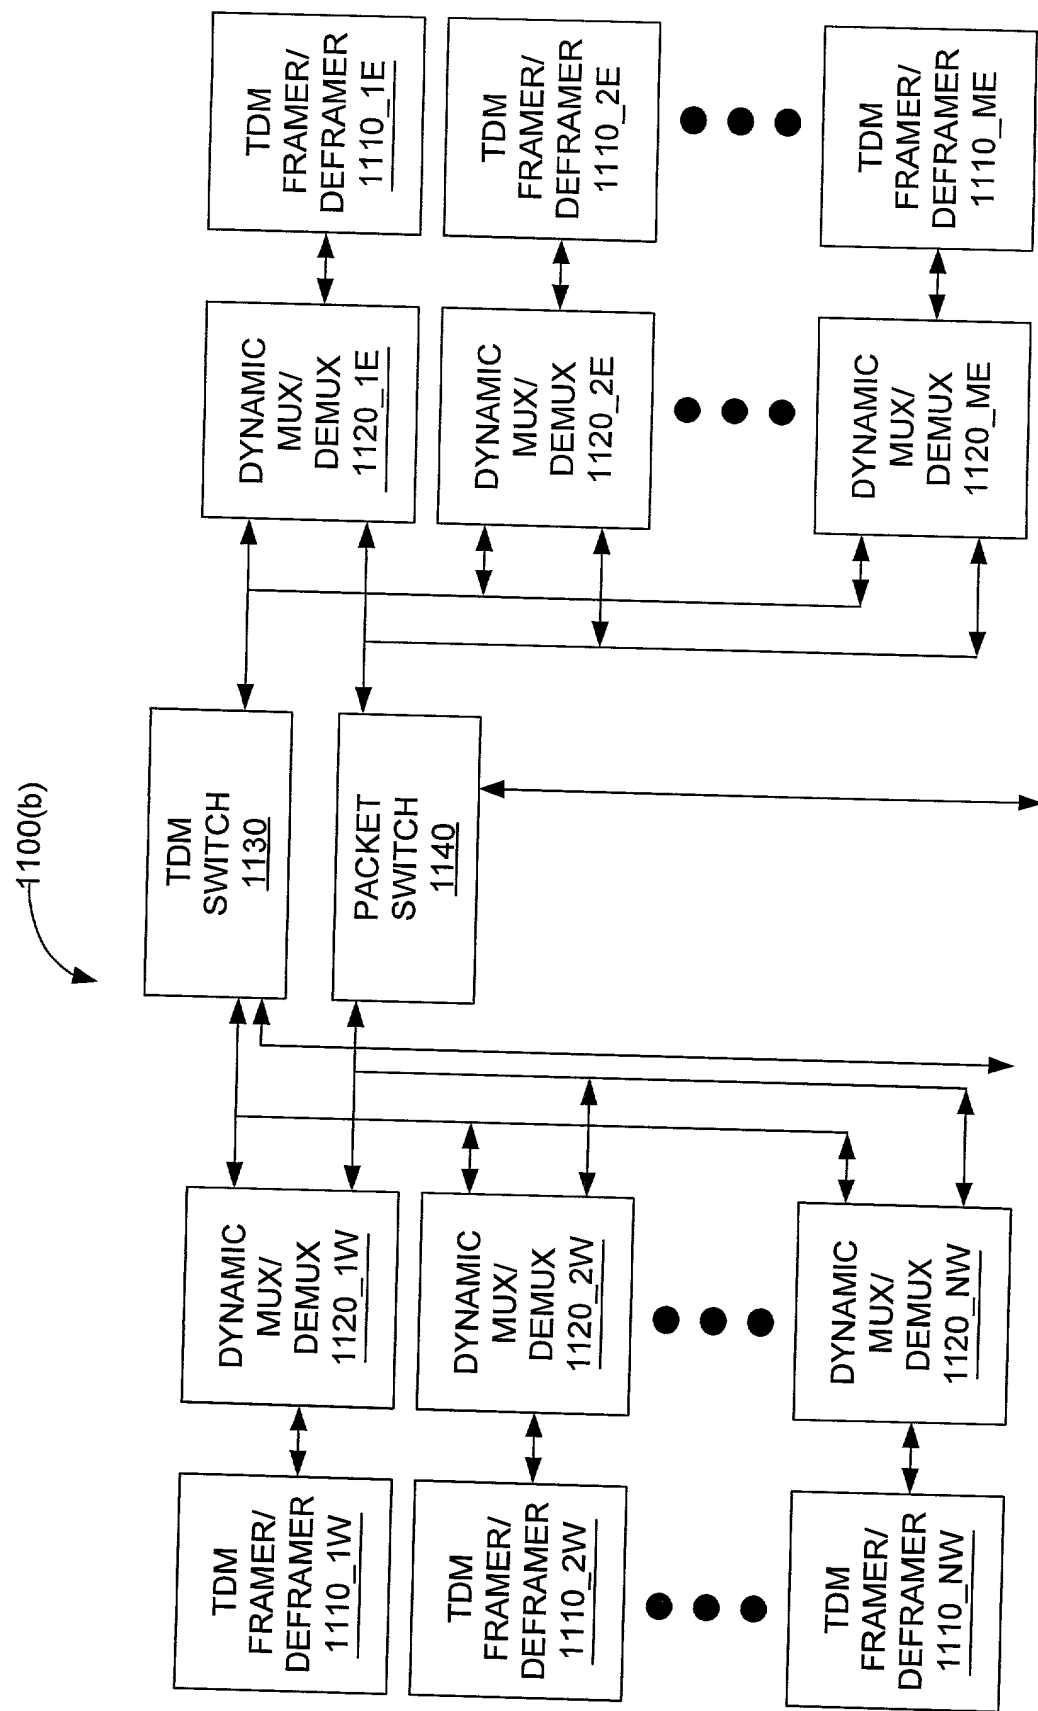 1100(b)
TDM
SWITCH
1130
PACKET
SWITCH
1140
TDM
FRAMER/
DEFRAMER
1110_1W
DYNAMIC
MUX/
DEMUX
1120_1W
DYNAMIC
MUX/
DEMUX
1120_1E
TDM
FRAMER/
DEFRAMER
1110_1E
TDM
FRAMER/
DEFRAMER
1110_2W
DYNAMIC
MUX/
DEMUX
1120_2W
DYNAMIC
MUX/
DEMUX
1120_2E
TDM
FRAMER/
DEFRAMER
1110_2E
TDM
FRAMER/
DEFRAMER
1110_NW
DYNAMIC
MUX/
DEMUX
1120_NW
DYNAMIC
MUX/
DEMUX
1120_ME
TDM
FRAMER/
DEFRAMER
1110_ME